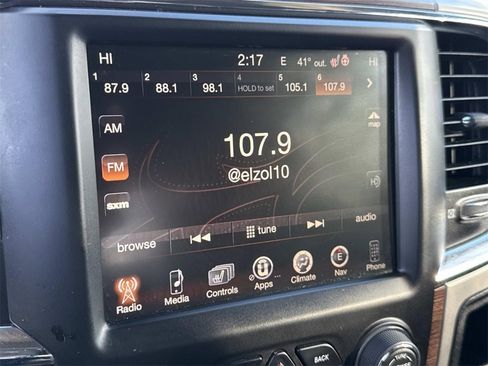 HI 2:17 E 41° out. HI
1 2 3 4 5 6
87.9 88.1 98.1 HOLD to set 105.1 107.9
AM
map
107.9
FM
@elzol10
HD
sxm
browse tune audio
E
Radio Media Controls Apps Climate Nav Phone
BACK
TUNE